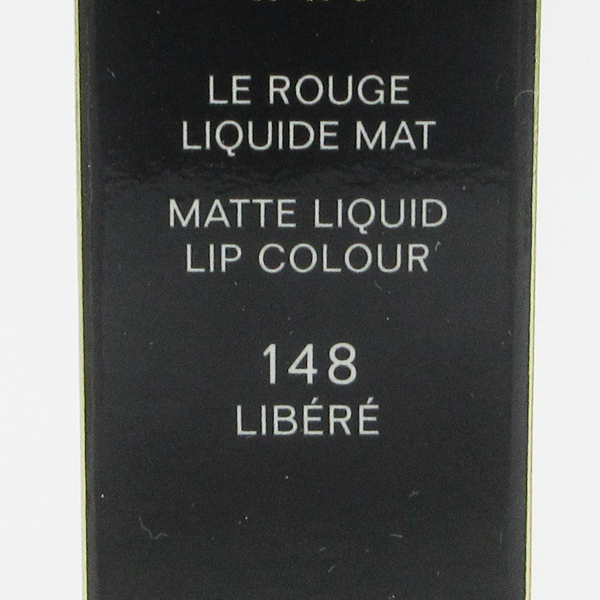 LE ROUGE
LIQUIDE MAT
MATTE LIQUID
LIP COLOUR
148
LIBÉRÉ